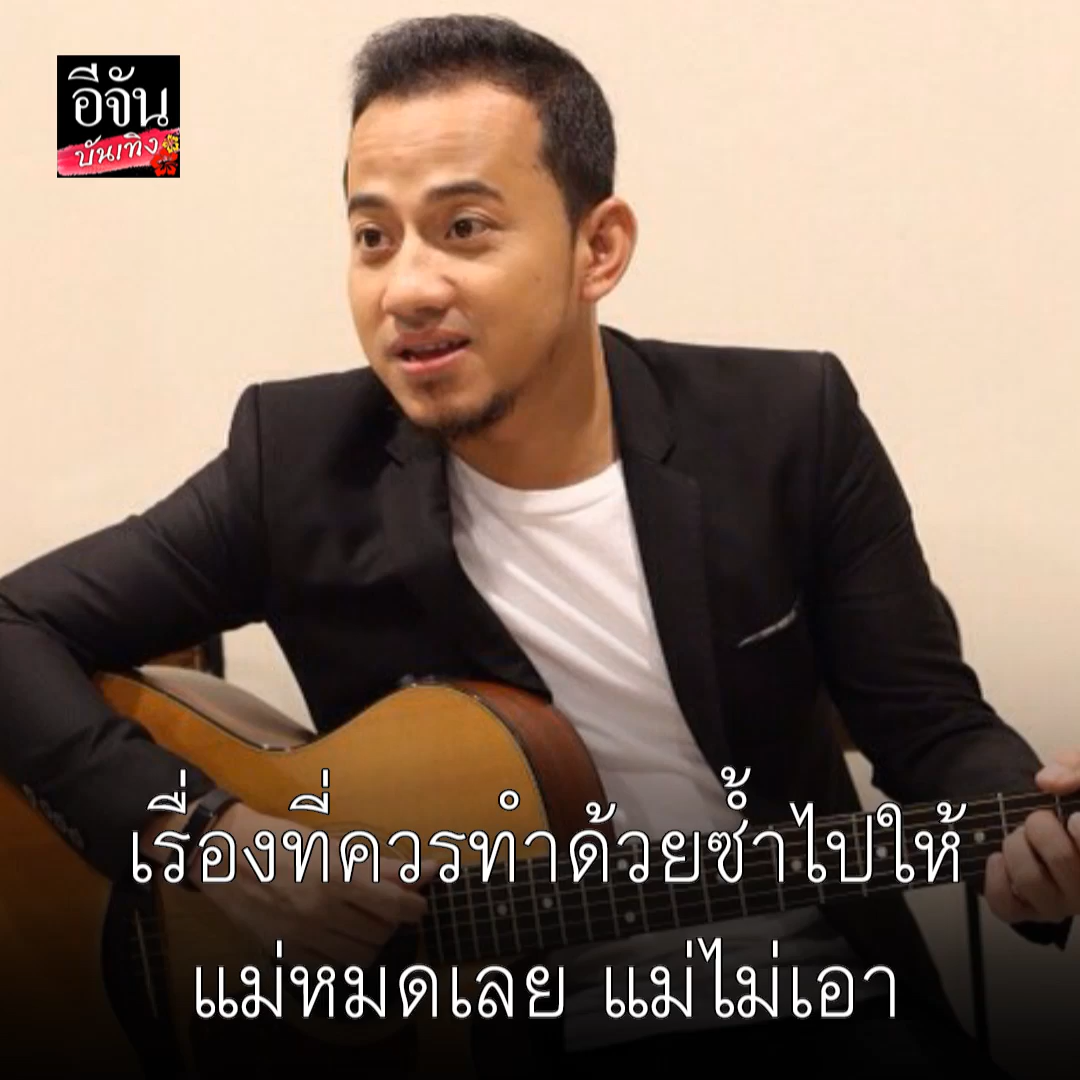 อีจัน
บันเทิง
เรื่องที่ควรทำด้วยซ้ำไปให้
แม่หมดเลย แม่ไม่เอา